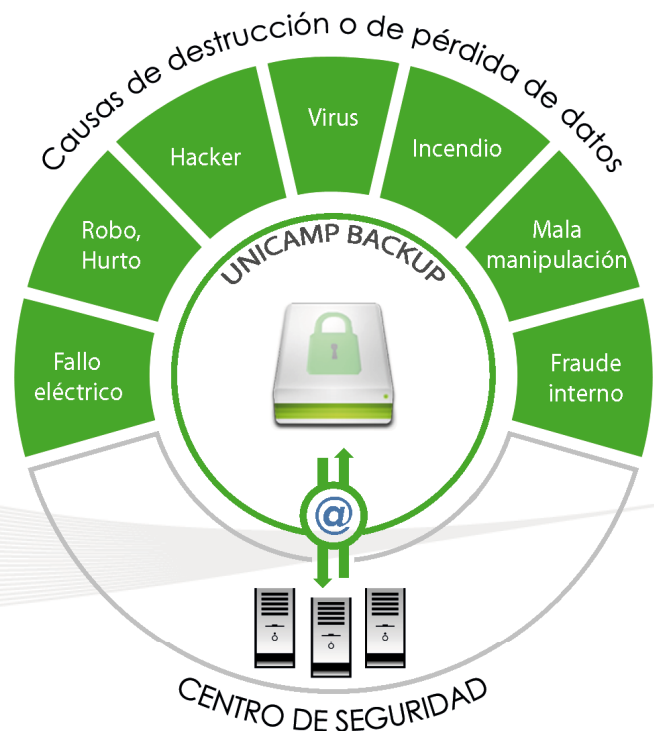 Causas de destrucción o de pérdida de datos
Fallo
eléctrico
Robo,
Hurto
Hacker
Virus
Incendio
Mala
manipulación
Fraude
interno
UNICAMP BACKUP
@
CENTRO DE SEGURIDAD